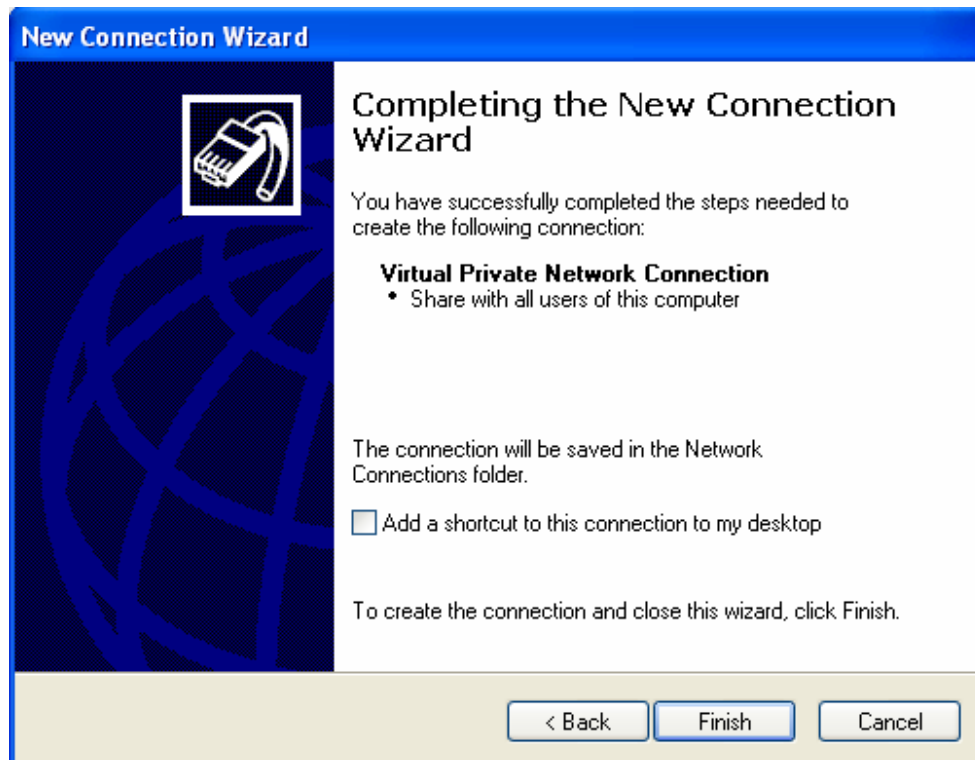 New Connection Wizard
Completing the New Connection
Wizard
You have successfully completed the steps needed to
create the following connection:
Virtual Private Network Connection
• Share with all users of this computer
The connection will be saved in the Network
Connections folder.
Add a shortcut to this connection to my desktop
To create the connection and close this wizard, click Finish.
< Back Finish Cancel